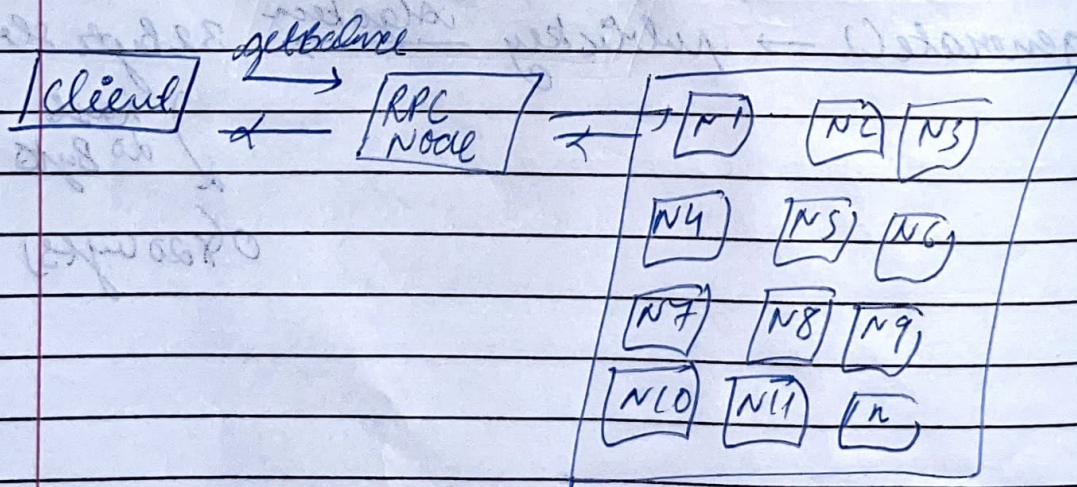 getBalance
Client
RPC
Node
N1 N2 N3
N4 N5 N6
N7 N8 N9
N10 N11 n